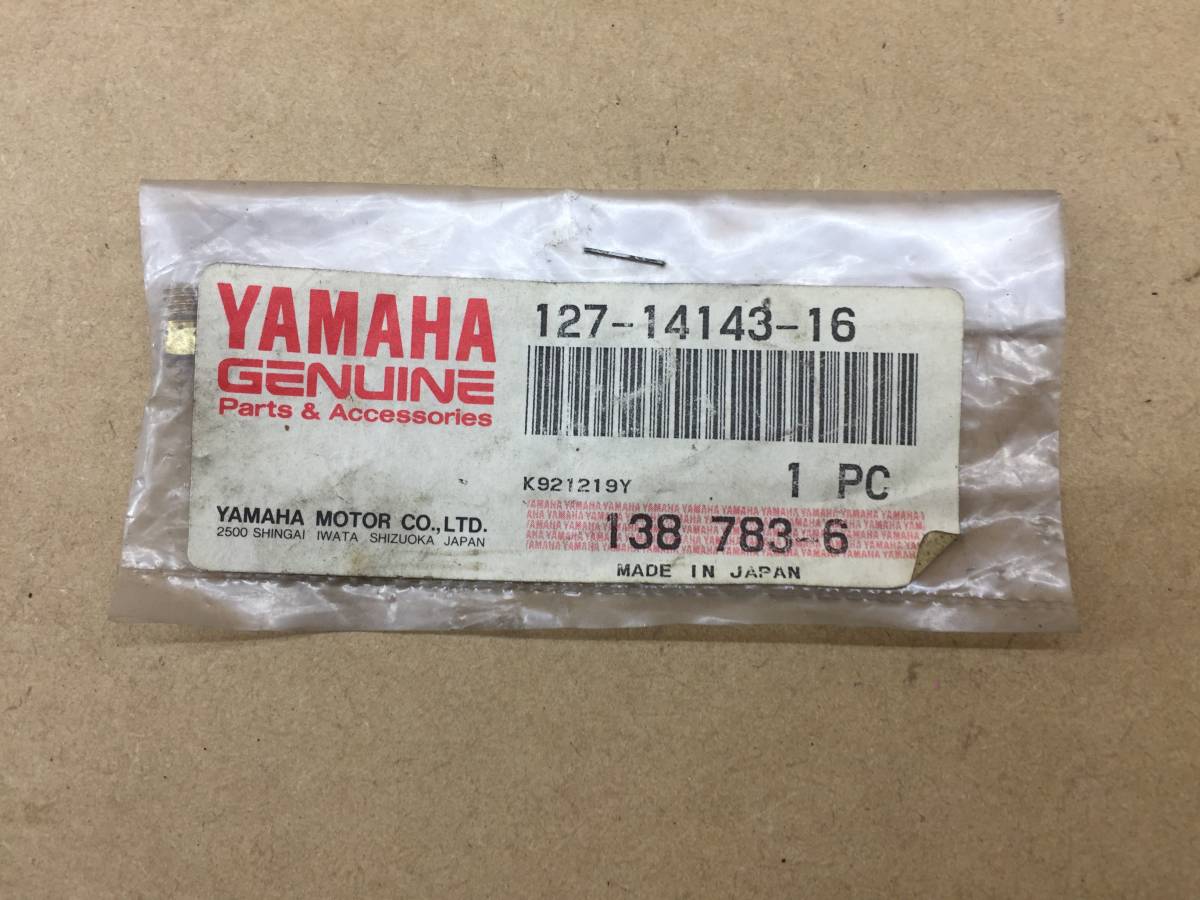 YAMAHA
GENUINE
Parts & Accessories
YAMAHA MOTOR CO.,LTD.
2500 SHINGAI IWATA SHIZUOKA JAPAN
127-14143-16
K921219Y
1 PC
138 783-6
MADE IN JAPAN